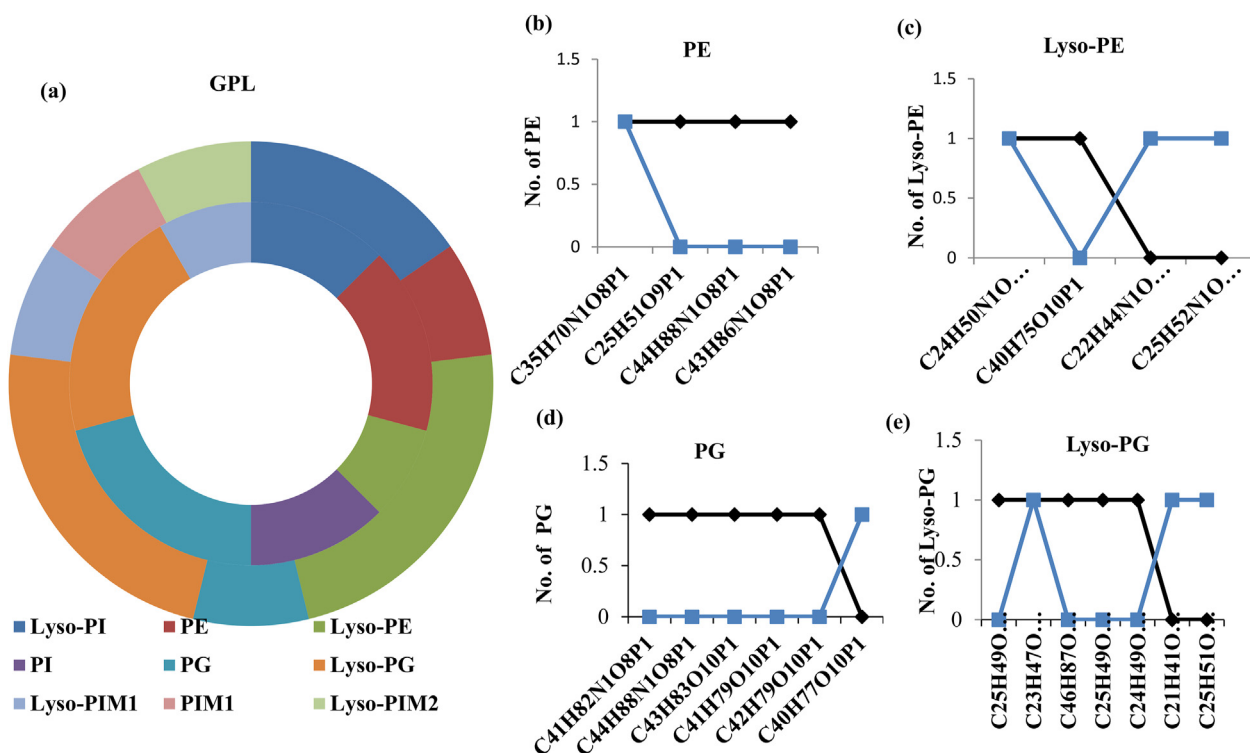 (a)
GPL
Lyso-PI
PE
Lyso-PE
PI
PG
Lyso-PG
Lyso-PIM1
PIM1
Lyso-PIM2
(b)
PE
No. of PE
1.5
1
0.5
0
C35H70N1O8P1
C25H51O9P1
C44H88N1O8P1
C43H86N1O8P1
(c)
Lyso-PE
No. of Lyso-PE
1.5
1
0.5
0
C24H50N1O...
C40H75O10P1
C22H44N1O...
C25H52N1O...
(d)
PG
No. of PG
1.5
1
0.5
0
C41H82N1O8P1
C44H88N1O8P1
C43H83O10P1
C41H79O10P1
C42H79O10P1
C40H77O10P1
(e)
Lyso-PG
No. of Lyso-PG
1.5
1
0.5
0
C25H49O...
C23H47O...
C46H87O...
C25H49O...
C24H49O...
C21H41O...
C25H51O...